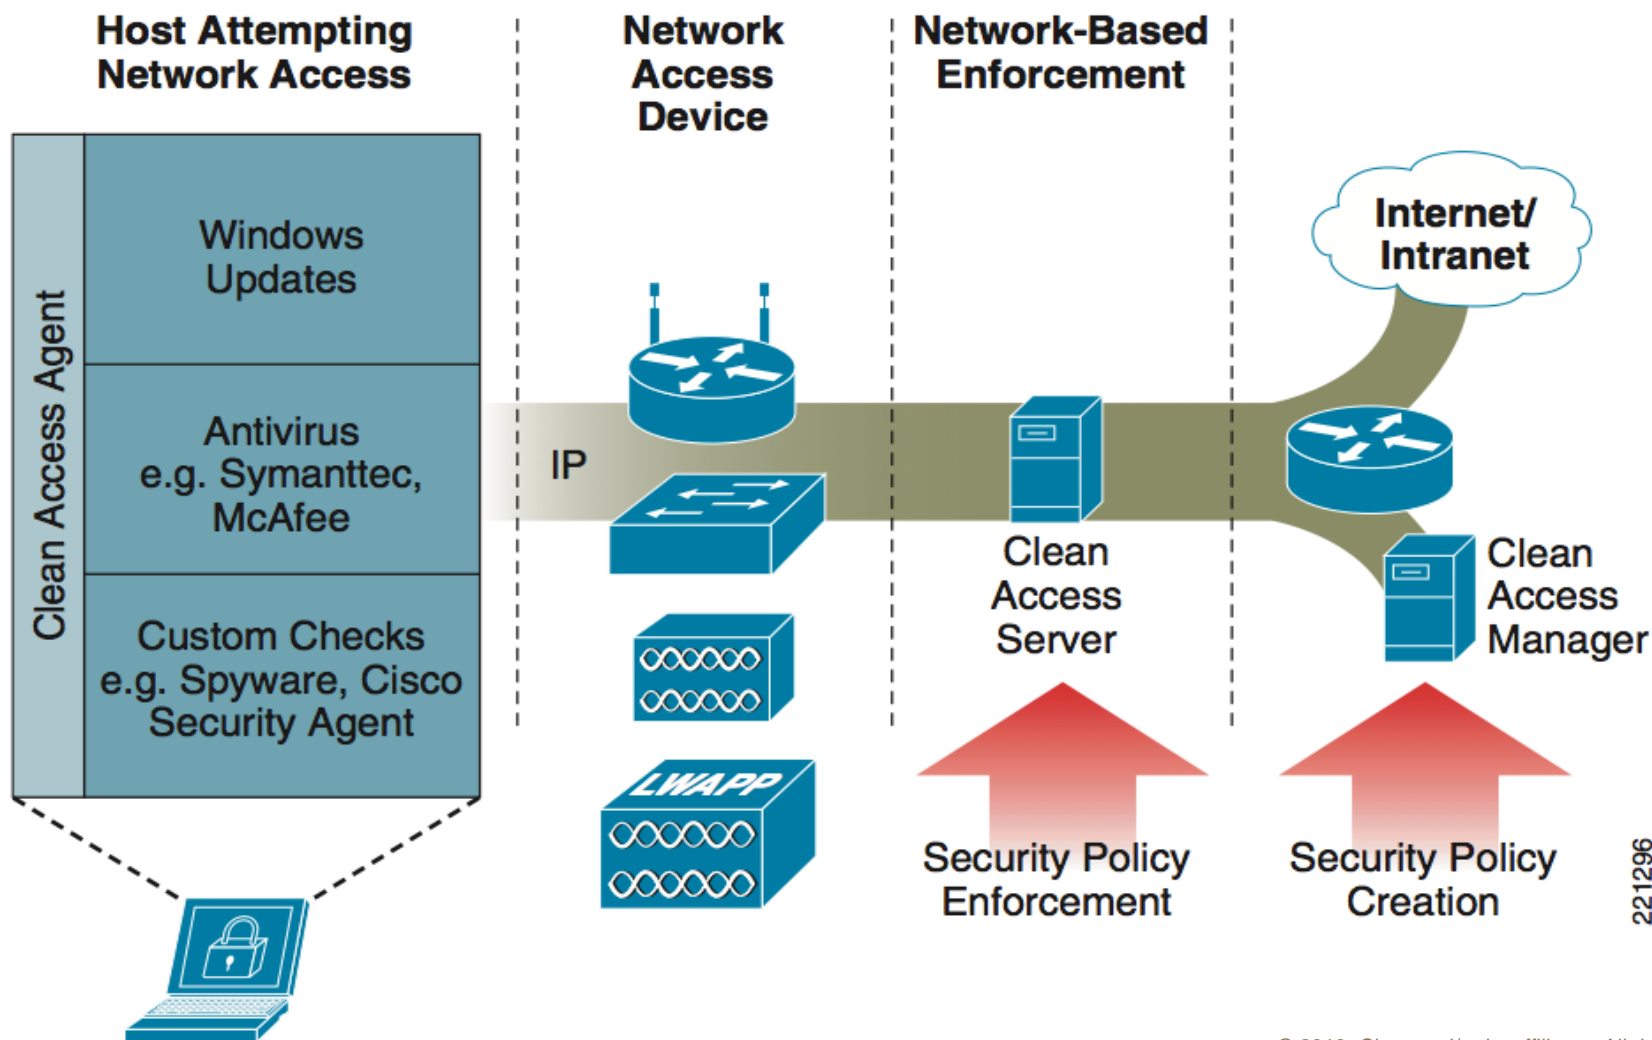 Host Attempting
Network Access
Network
Access
Device
Network-Based
Enforcement
Clean Access Agent
Windows
Updates
Antivirus
e.g. Symanttec,
McAfee
Custom Checks
e.g. Spyware, Cisco
Security Agent
IP
LWAPP
Clean
Access
Server
Security Policy
Enforcement
Internet/
Intranet
Clean
Access
Manager
Security Policy
Creation
221296